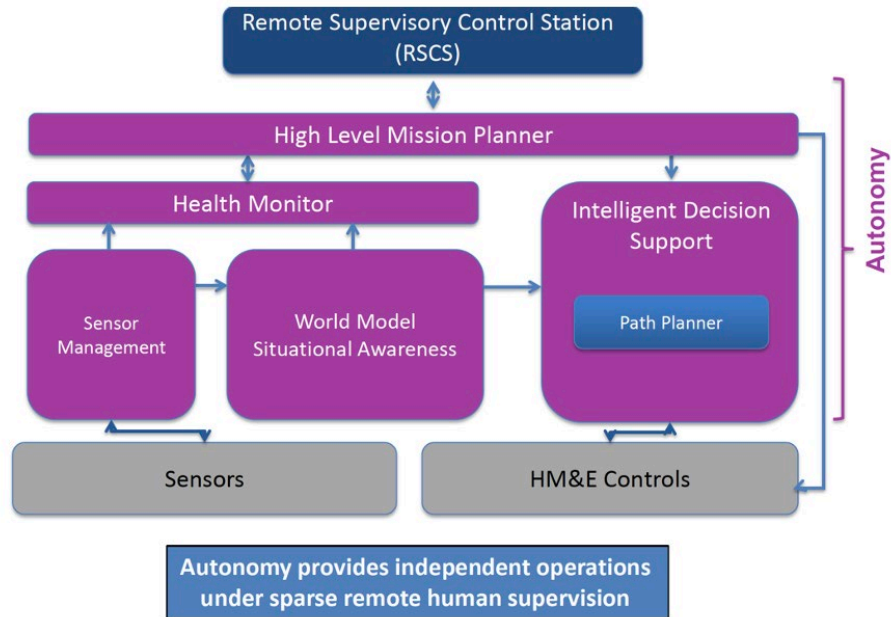 Remote Supervisory Control Station
(RSCS)
High Level Mission Planner
Health Monitor
Intelligent Decision
Support
Sensor
Management
World Model
Situational Awareness
Path Planner
Autonomy
Sensors
HM&E Controls
Autonomy provides independent operations
under sparse remote human supervision